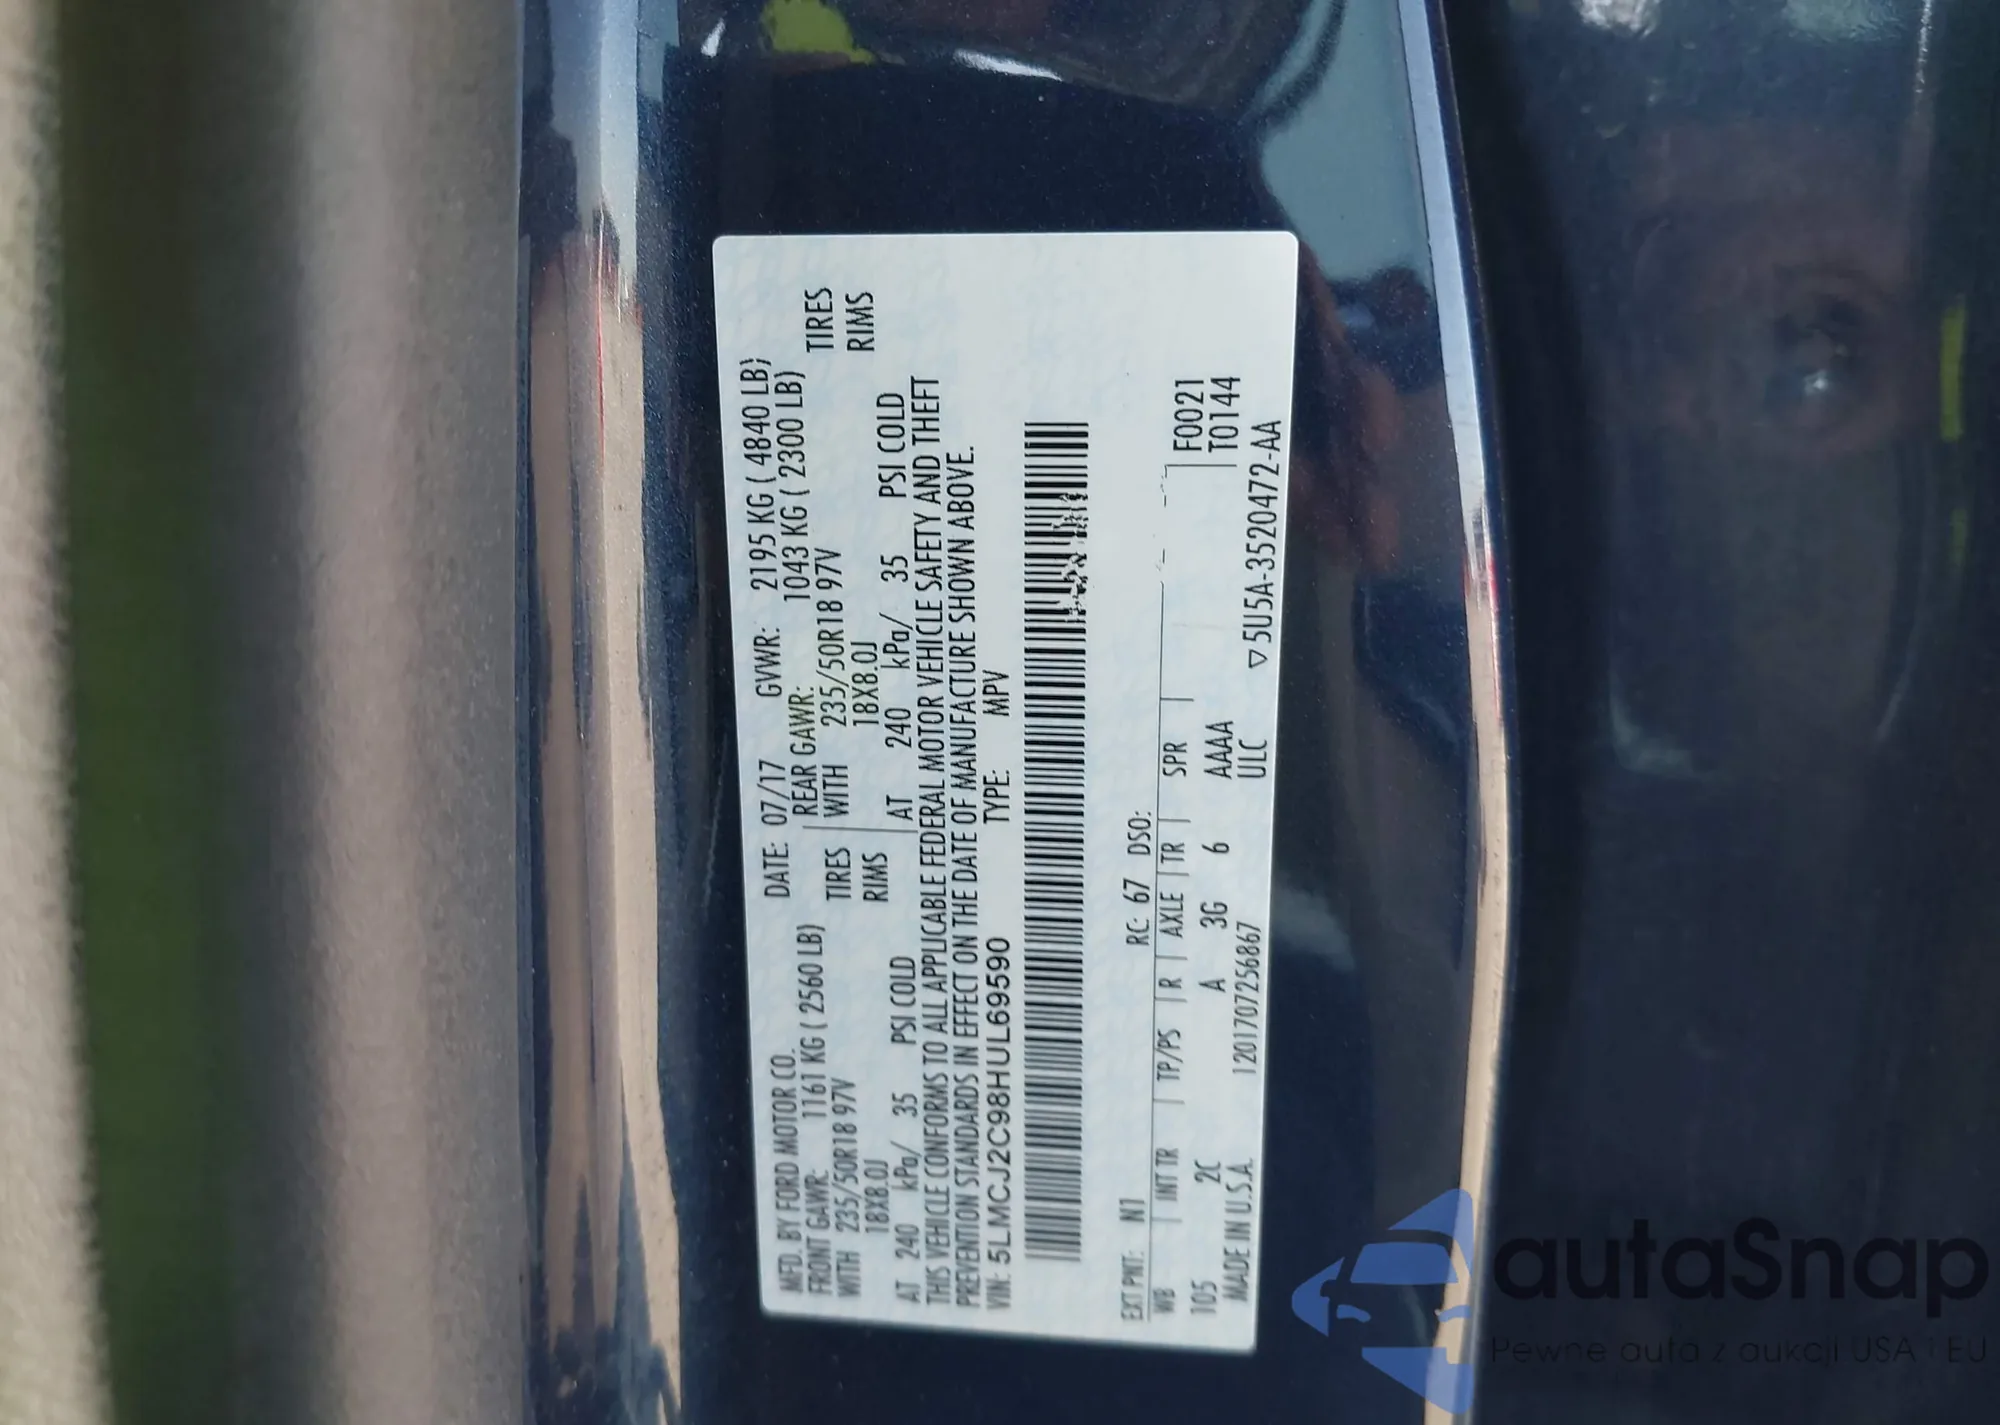 MFD. BY FORD MOTOR CO. DATE: 07/17 GVWR: 2195 KG ( 4840 LB)
FRONT GAWR: 1161 KG ( 2560 LB) REAR GAWR: 1043 KG ( 2300 LB)
WITH 235/50R18 97V TIRES WITH 235/50R18 97V TIRES
18X8.0J RIMS 18X8.0J RIMS
AT 240 kPa/ 35 PSI COLD AT 240 kPa/ 35 PSI COLD
THIS VEHICLE CONFORMS TO ALL APPLICABLE FEDERAL MOTOR VEHICLE SAFETY AND THEFT
PREVENTION STANDARDS IN EFFECT ON THE DATE OF MANUFACTURE SHOWN ABOVE.
VIN: 5LMCJ2C98HUL69590 TYPE: MPV
EXT PNT: N1 RC: 67 DSO:
WB INT TR TP/PS R AXLE TR SPR F0021
105 2C A 3G 6 AAAA T0144
MADE IN U.S.A. 1201707256867 ULC 5U5A-3520472-AA
autaSnap
Pewne auta z aukcji USA i EU